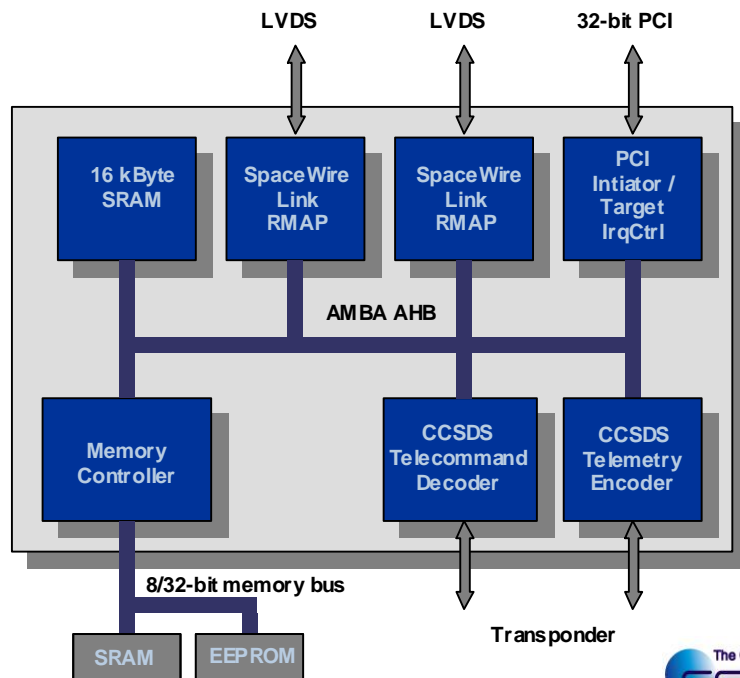 LVDS
LVDS
32-bit PCI
16 kByte
SRAM
SpaceWire
Link
RMAP
SpaceWire
Link
RMAP
PCI
Intiator /
Target
IrqCtrl
AMBA AHB
Memory
Controller
CCSDS
Telecommand
Decoder
CCSDS
Telemetry
Encoder
8/32-bit memory bus
Transponder
SRAM
EEPROM
The